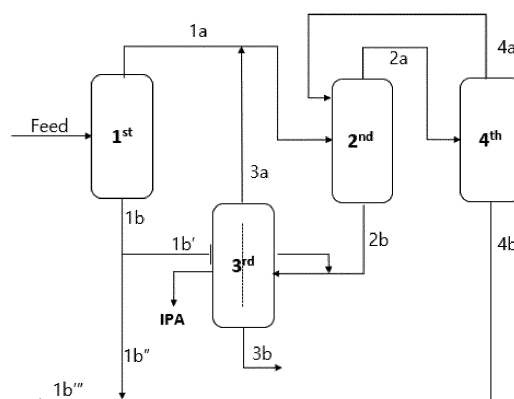 1a
4a
2a
Feed
1st
2nd
4th
3a
1b
2b
4b
1b′
3rd
IPA
3b
1b″
1b‴